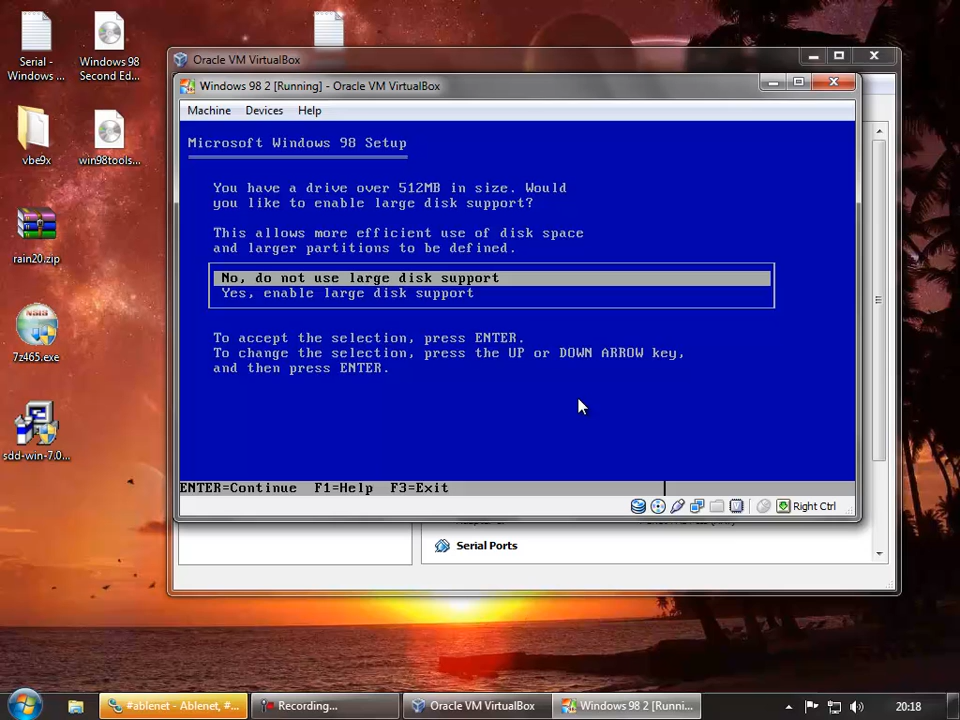 Serial -
Windows ...
Windows 98
Second Ed...
vbe9x
win98tools...
rain20.zip
7z465.exe
sdd-win-7.0...
Oracle VM VirtualBox
Windows 98 2 [Running] - Oracle VM VirtualBox
Machine Devices Help
Microsoft Windows 98 Setup
You have a drive over 512MB in size. Would
you like to enable large disk support?
This allows more efficient use of disk space
and larger partitions to be defined.
No, do not use large disk support
Yes, enable large disk support
To accept the selection, press ENTER.
To change the selection, press the UP or DOWN ARROW key,
and then press ENTER.
ENTER=Continue F1=Help F3=Exit
Right Ctrl
Serial Ports
#ablenet - Ablenet, #...
Recording...
Oracle VM VirtualBox
Windows 98 2 [Runni...
20:18